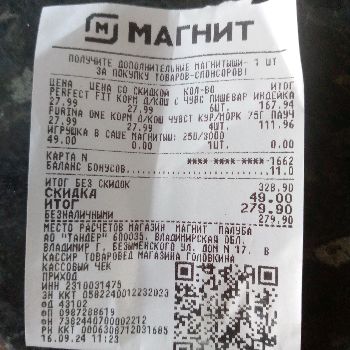 М МАГНИТ
ПОЛУЧИТЕ ДОПОЛНИТЕЛЬНЫЕ МАГНИТЫШИ- 1 ШТ
ЗА ПОКУПКУ ТОВАРОВ-СПОНСОРОВ!
ЦЕНА ЦЕНА СО СКИДКОЙ КОЛ-ВО ИТОГ
PERFECT FIT КОРМ Д/КОШ С ЧУВС ПИЩЕВАР ИНДЕЙКА
27.99 27.99 6ШТ. 167.94
PURINA ONE КОРМ Д/КОШ ЧУВСТ КУР/МОРК 75Г ПАУЧ
27.99 27.99 4ШТ. 111.96
ИГРУШКА В САШЕ МАГНИТЫШ: 250/3000
49.00 0.00 1ШТ. 0.00
КАРТА N **** **** **** *1662
БАЛАНС БОНУСОВ 11.0
ИТОГ БЕЗ СКИДОК 328.90
СКИДКА 49.00
ИТОГ 279.90
БЕЗНАЛИЧНЫМИ 279.90
МЕСТО РАСЧЕТОВ МАГАЗИН МАГНИТ ПАЛУБА
АО "ТАНДЕР" 600035, ВЛАДИМИРСКАЯ ОБЛ,
ВЛАДИМИР Г, БЕЗЫМЕНСКОГО УЛ, ДОМ N 17, В
КАССИР ТОВАРОВЕД МАГАЗИНА ГОЛОВКИНА
КАССОВЫЙ ЧЕК
ПРИХОД
ИНН 2310031475
ЗН ККТ 0582240012232023
ФД 43102
ФП 0987288619
ФН 7382440700002212
РН ККТ 0006308712031685
16.09.24 11:23